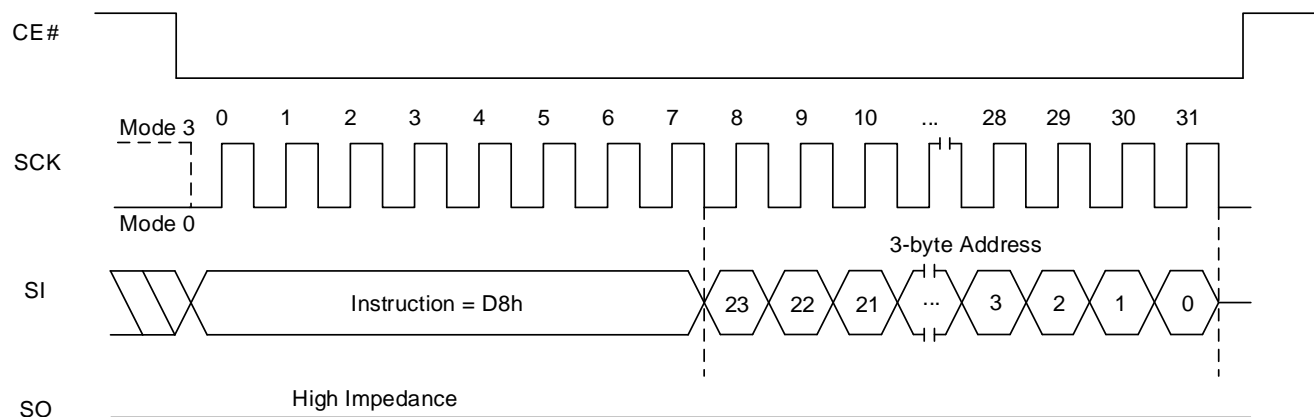 CE#
0 1 2 3 4 5 6 7 8 9 10 ... 28 29 30 31
Mode 3
SCK
Mode 0
3-byte Address
SI
Instruction = D8h 23 22 21 ... 3 2 1 0
High Impedance
SO